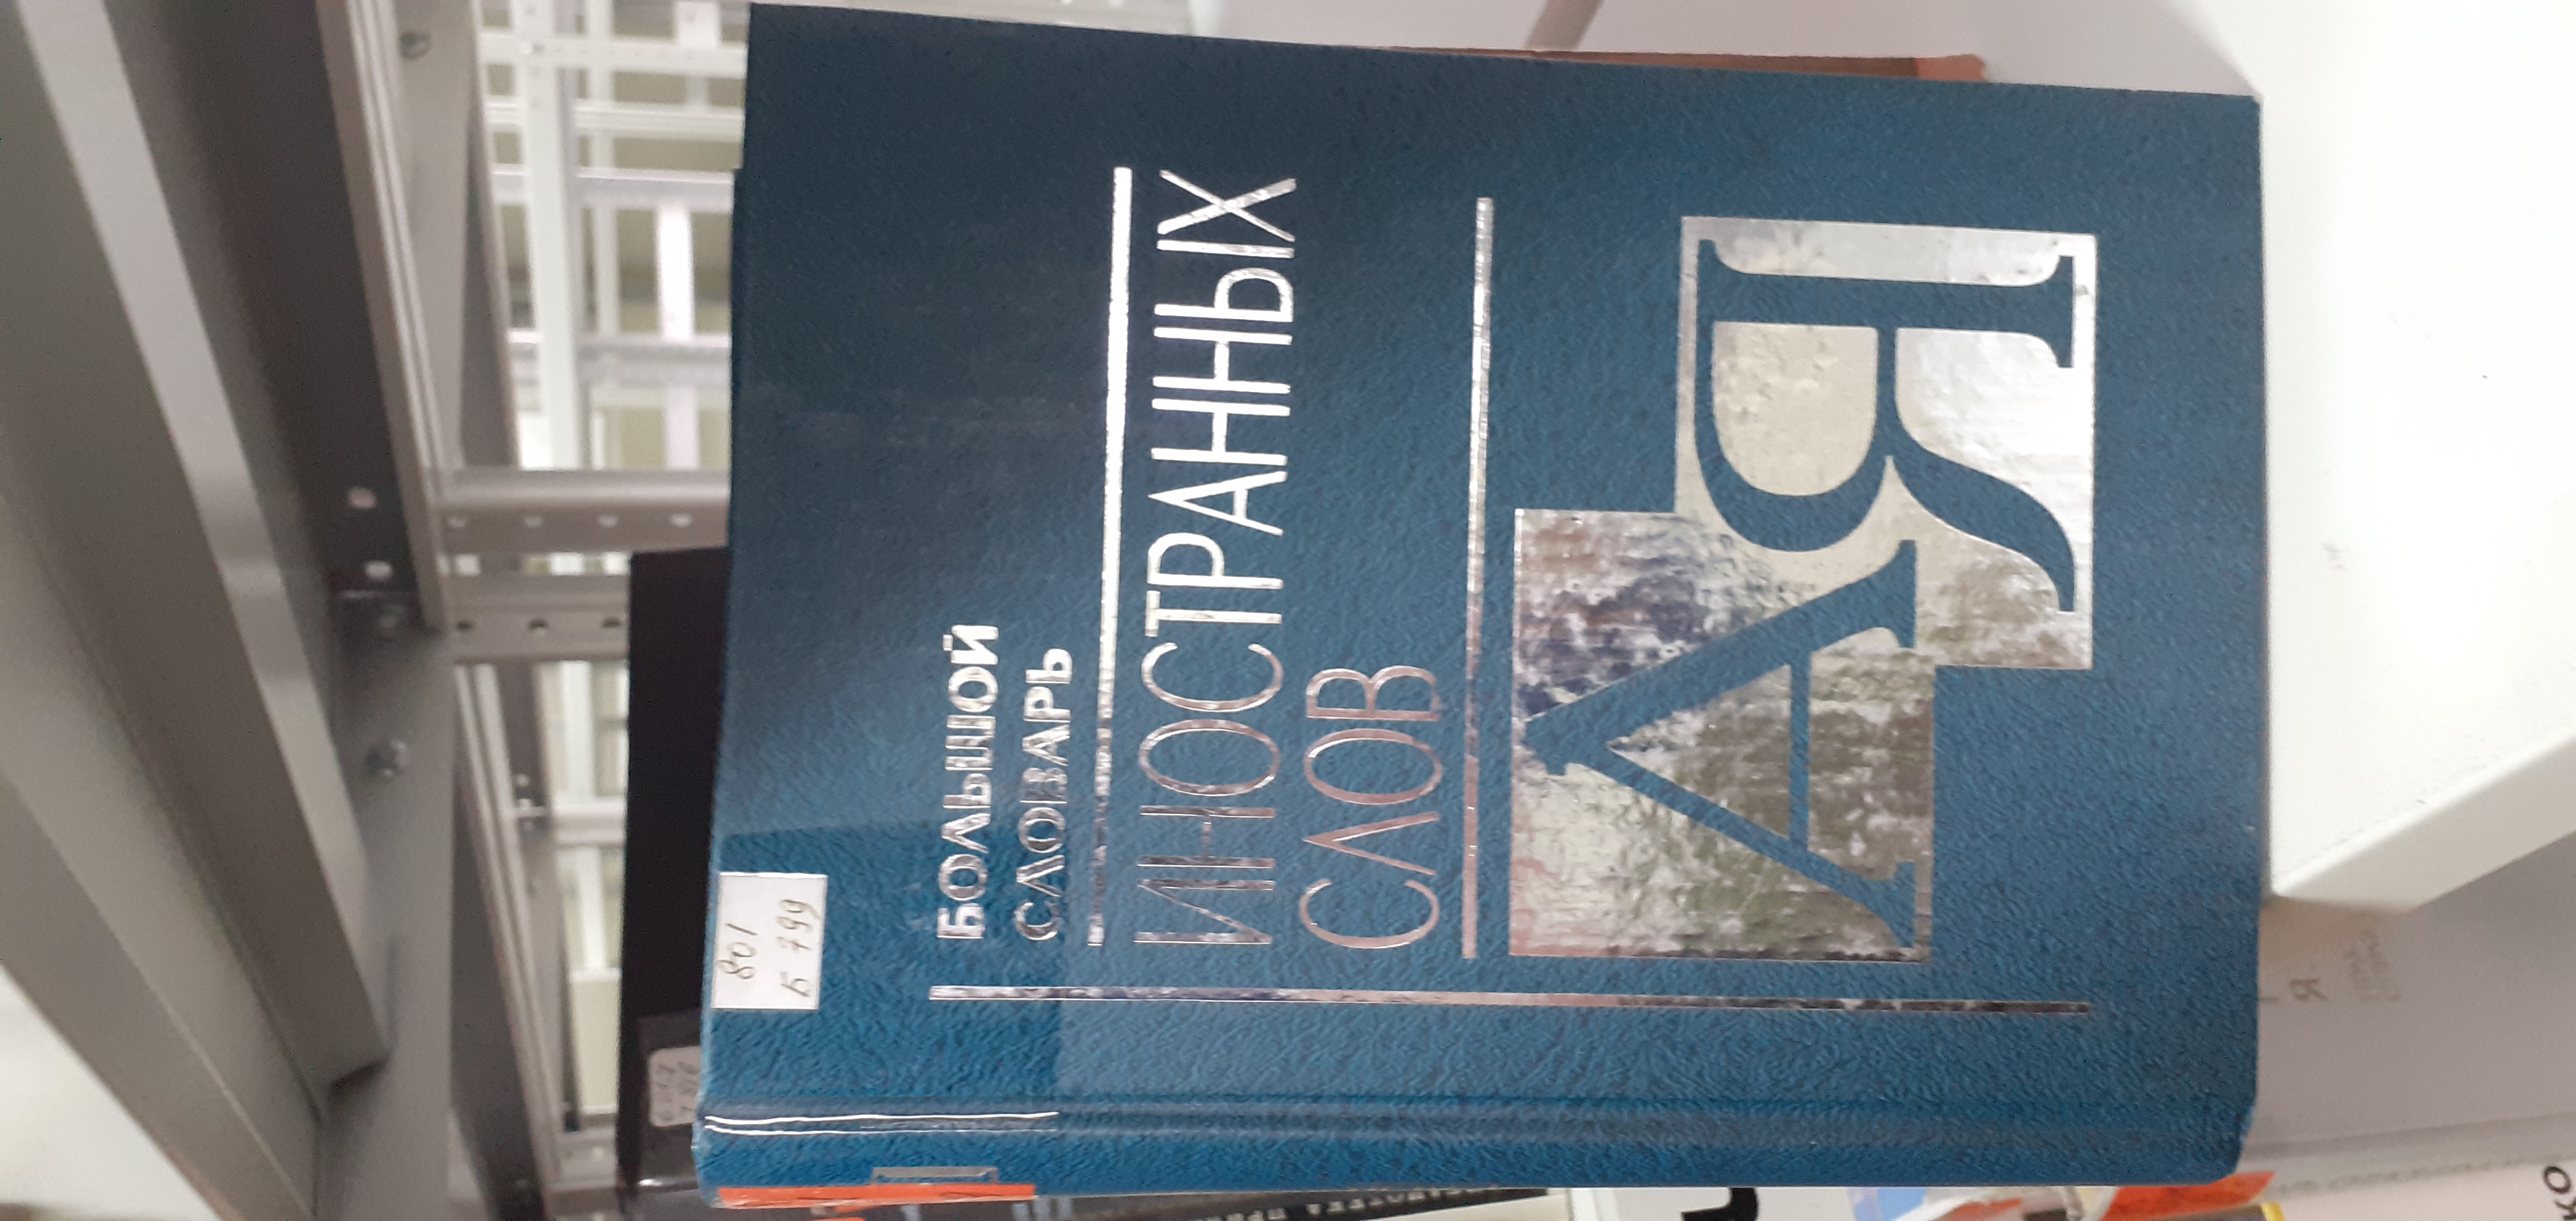 801
Б 799
БОЛЬШОЙ
СЛОВАРЬ
ИНОСТРАННЫХ
СЛОВ
А
Я